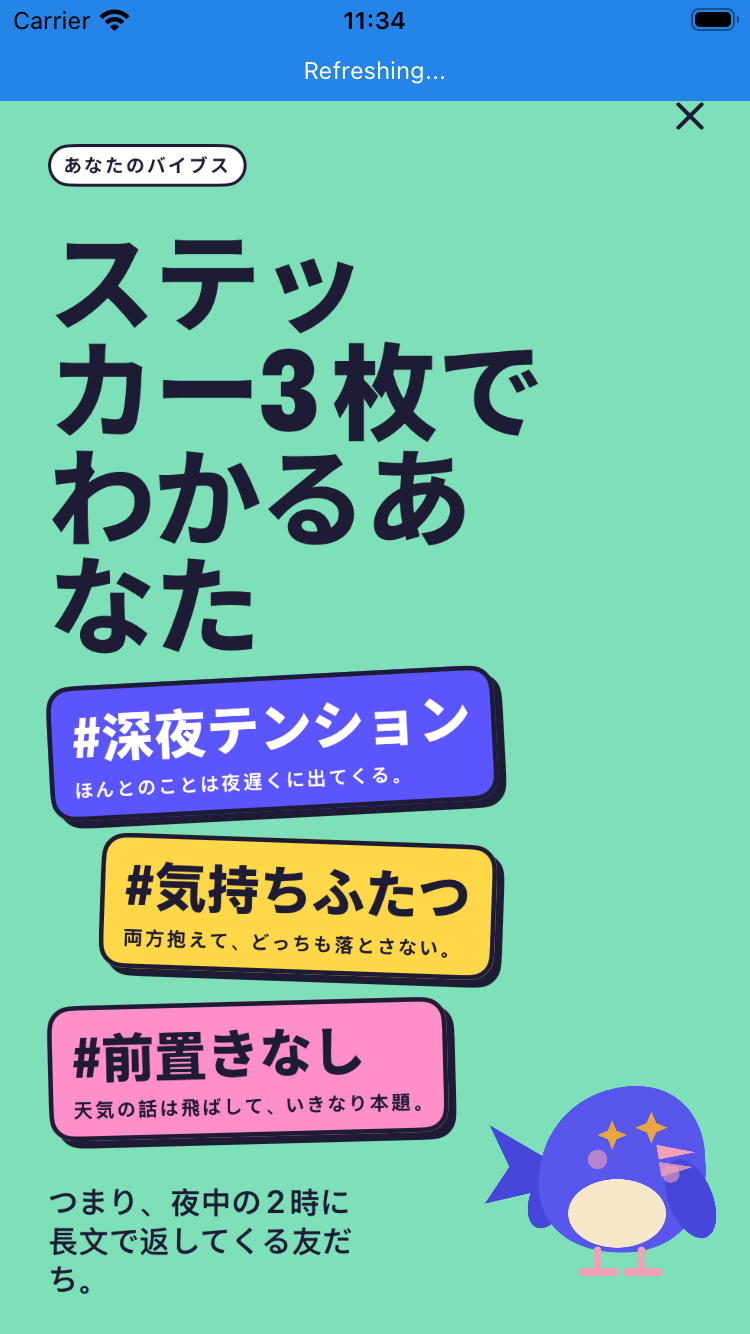 Carrier 11:34
Refreshing...
あなたのバイブス
ステッ
カー3枚で
わかるあ
なた
#深夜テンション
ほんとのことは夜遅くに出てくる。
#気持ちふたつ
両方抱えて、どっちも落とさない。
#前置きなし
天気の話は飛ばして、いきなり本題。
つまり、夜中の2時に
長文で返してくる友だ
ち。